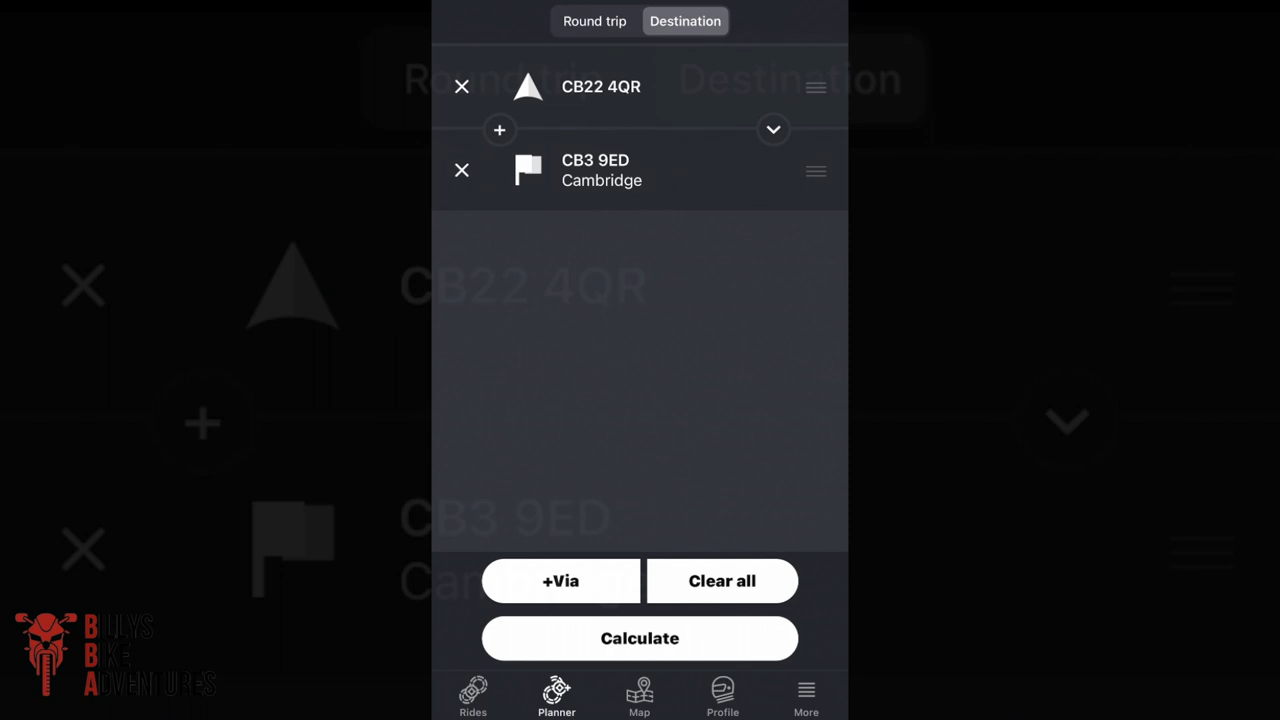 Round trip
Destination
CB22 4QR
CB3 9ED
Cambridge
+Via
Clear all
Calculate
Rides
Planner
Map
Profile
More
BILLYS
BIKE
ADVENTURES